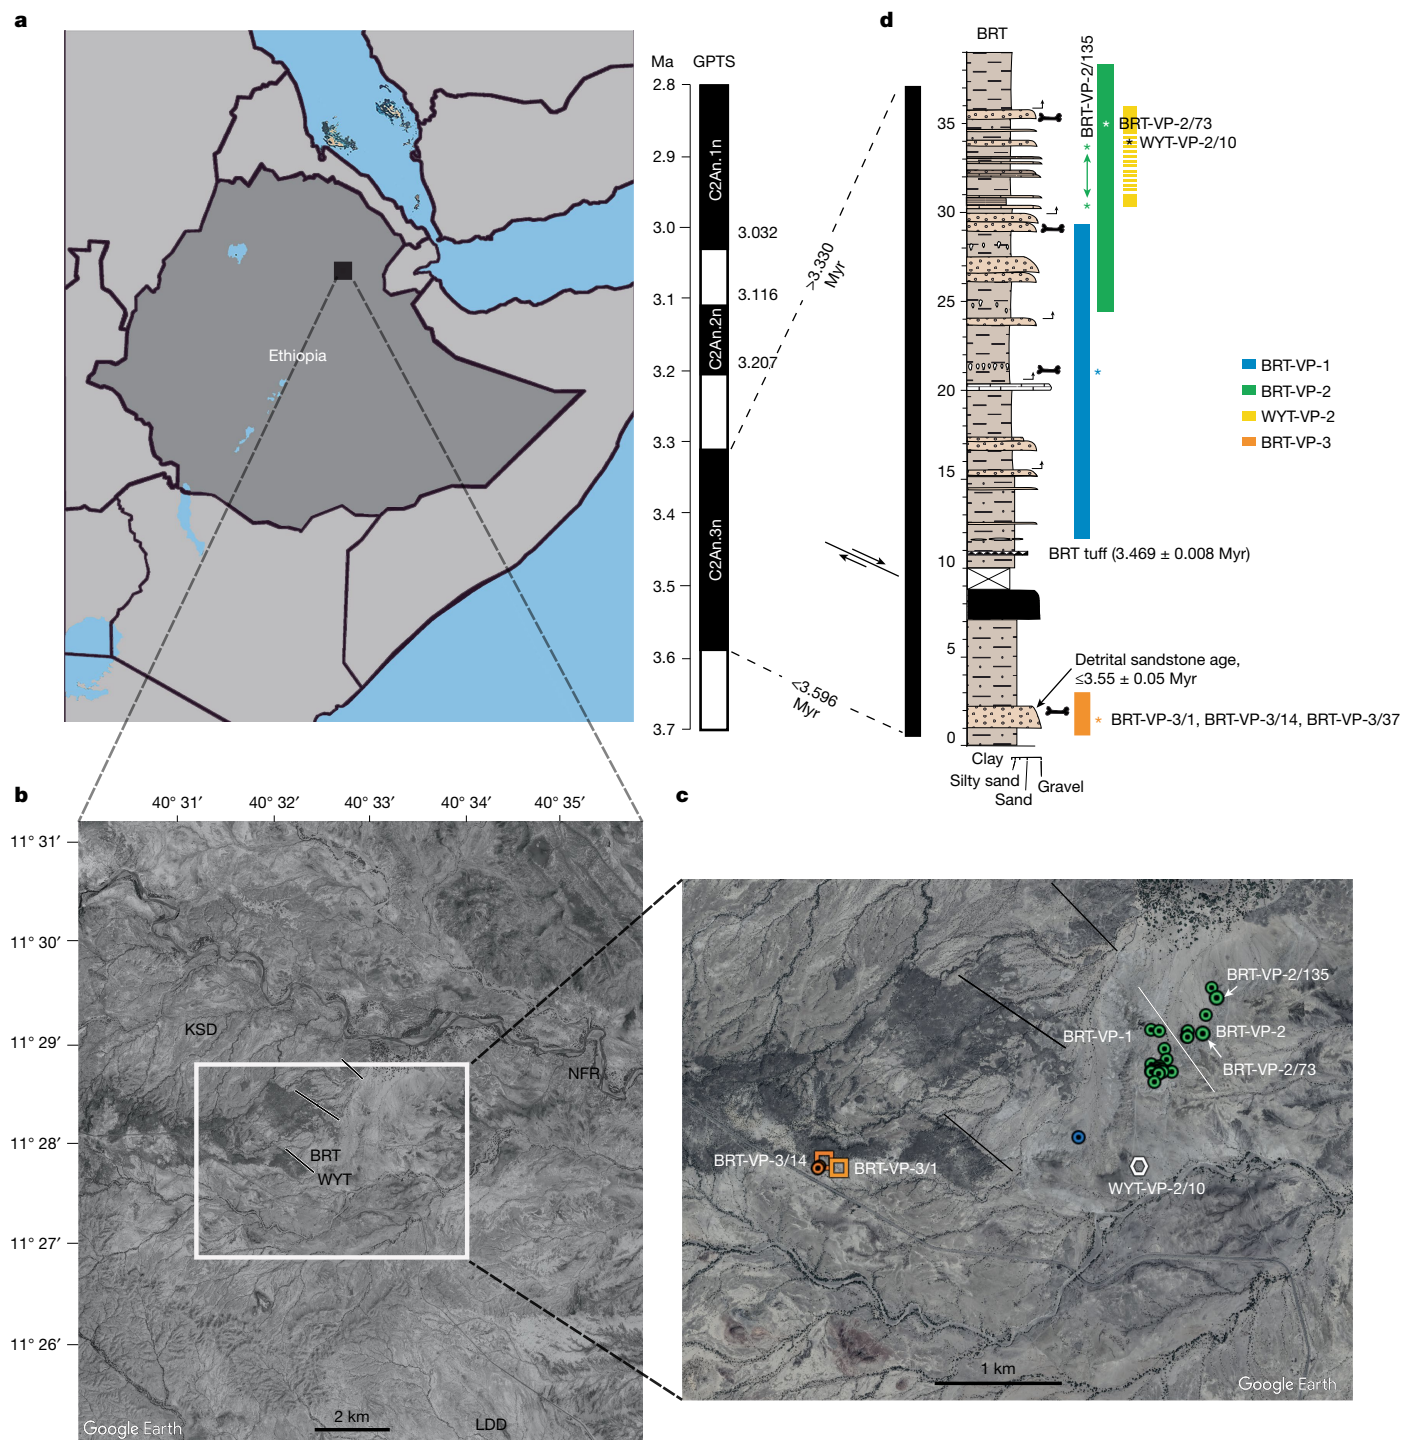 a
Ethiopia
Ma
GPTS
2.8
2.9
3.0
3.1
3.2
3.3
3.4
3.5
3.6
3.7
C2An.1n
C2An.2n
C2An.3n
3.032
3.116
3.207
>3.330
Myr
<3.596
Myr
d
BRT
35
30
25
20
15
10
5
0
BRT-VP-2/135
* BRT-VP-2/73
* WYT-VP-2/10
*
*
*
BRT-VP-1
BRT-VP-2
WYT-VP-2
BRT-VP-3
BRT tuff (3.469 ± 0.008 Myr)
Detrital sandstone age,
≤3.55 ± 0.05 Myr
* BRT-VP-3/1, BRT-VP-3/14, BRT-VP-3/37
Clay
Silty sand
Sand
Gravel
b
40° 31′ 40° 32′ 40° 33′ 40° 34′ 40° 35′
11° 31′
11° 30′
11° 29′
11° 28′
11° 27′
11° 26′
KSD
NFR
BRT
WYT
LDD
2 km
Google Earth
c
BRT-VP-2/135
BRT-VP-1
BRT-VP-2
BRT-VP-2/73
BRT-VP-3/14
BRT-VP-3/1
WYT-VP-2/10
1 km
Google Earth